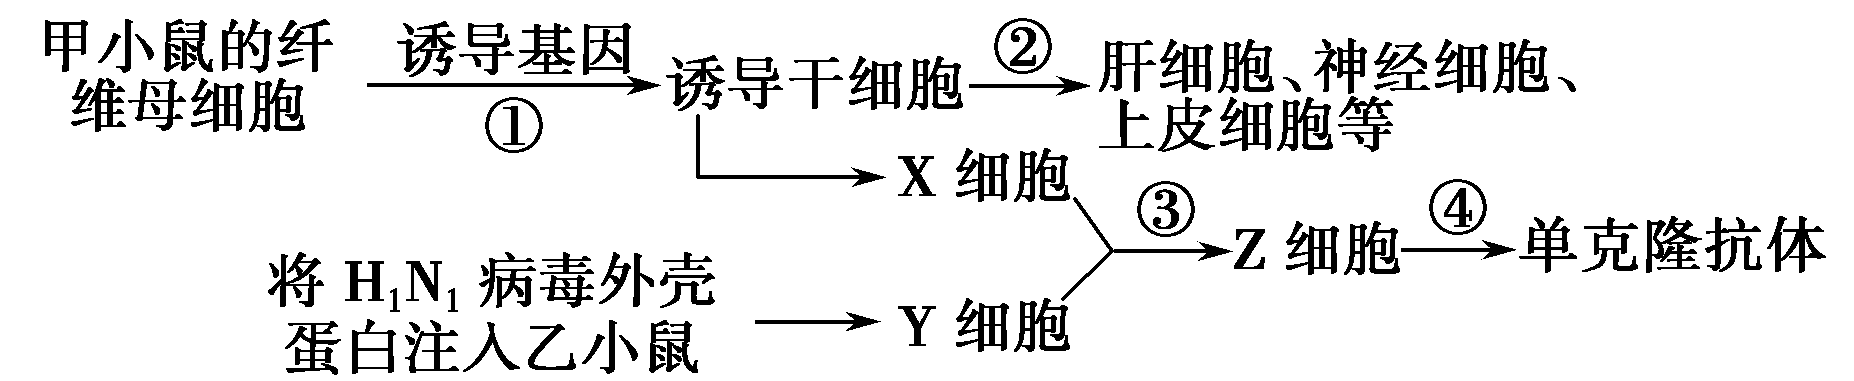 甲小鼠的纤
维母细胞
诱导基因
①
诱导干细胞
②
肝细胞、神经细胞、
上皮细胞等
X 细胞
③
Z 细胞
④
单克隆抗体
将 H₁N₁ 病毒外壳
蛋白注入乙小鼠
Y 细胞